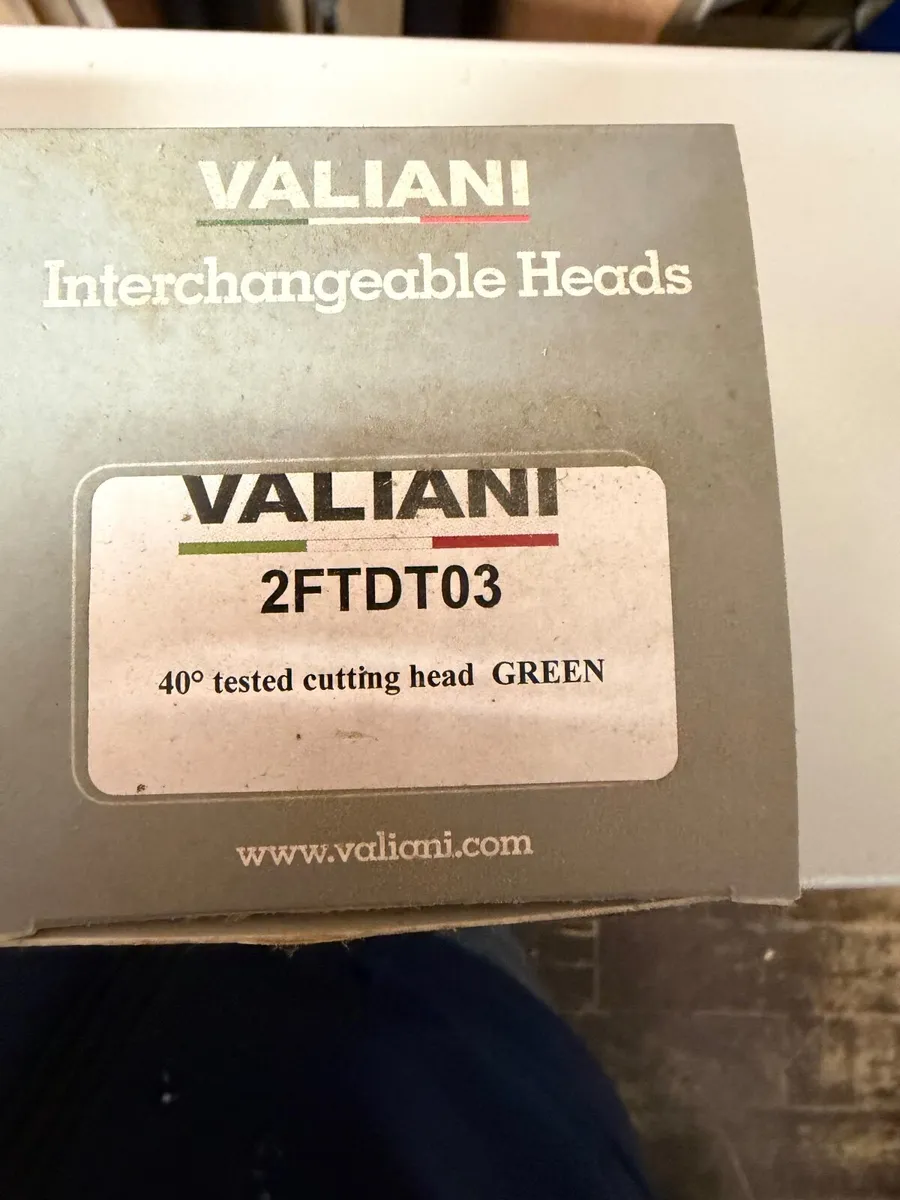 VALIANI
Interchangeable Heads
VALIANI
2FTDT03
40° tested cutting head GREEN
www.valiani.com